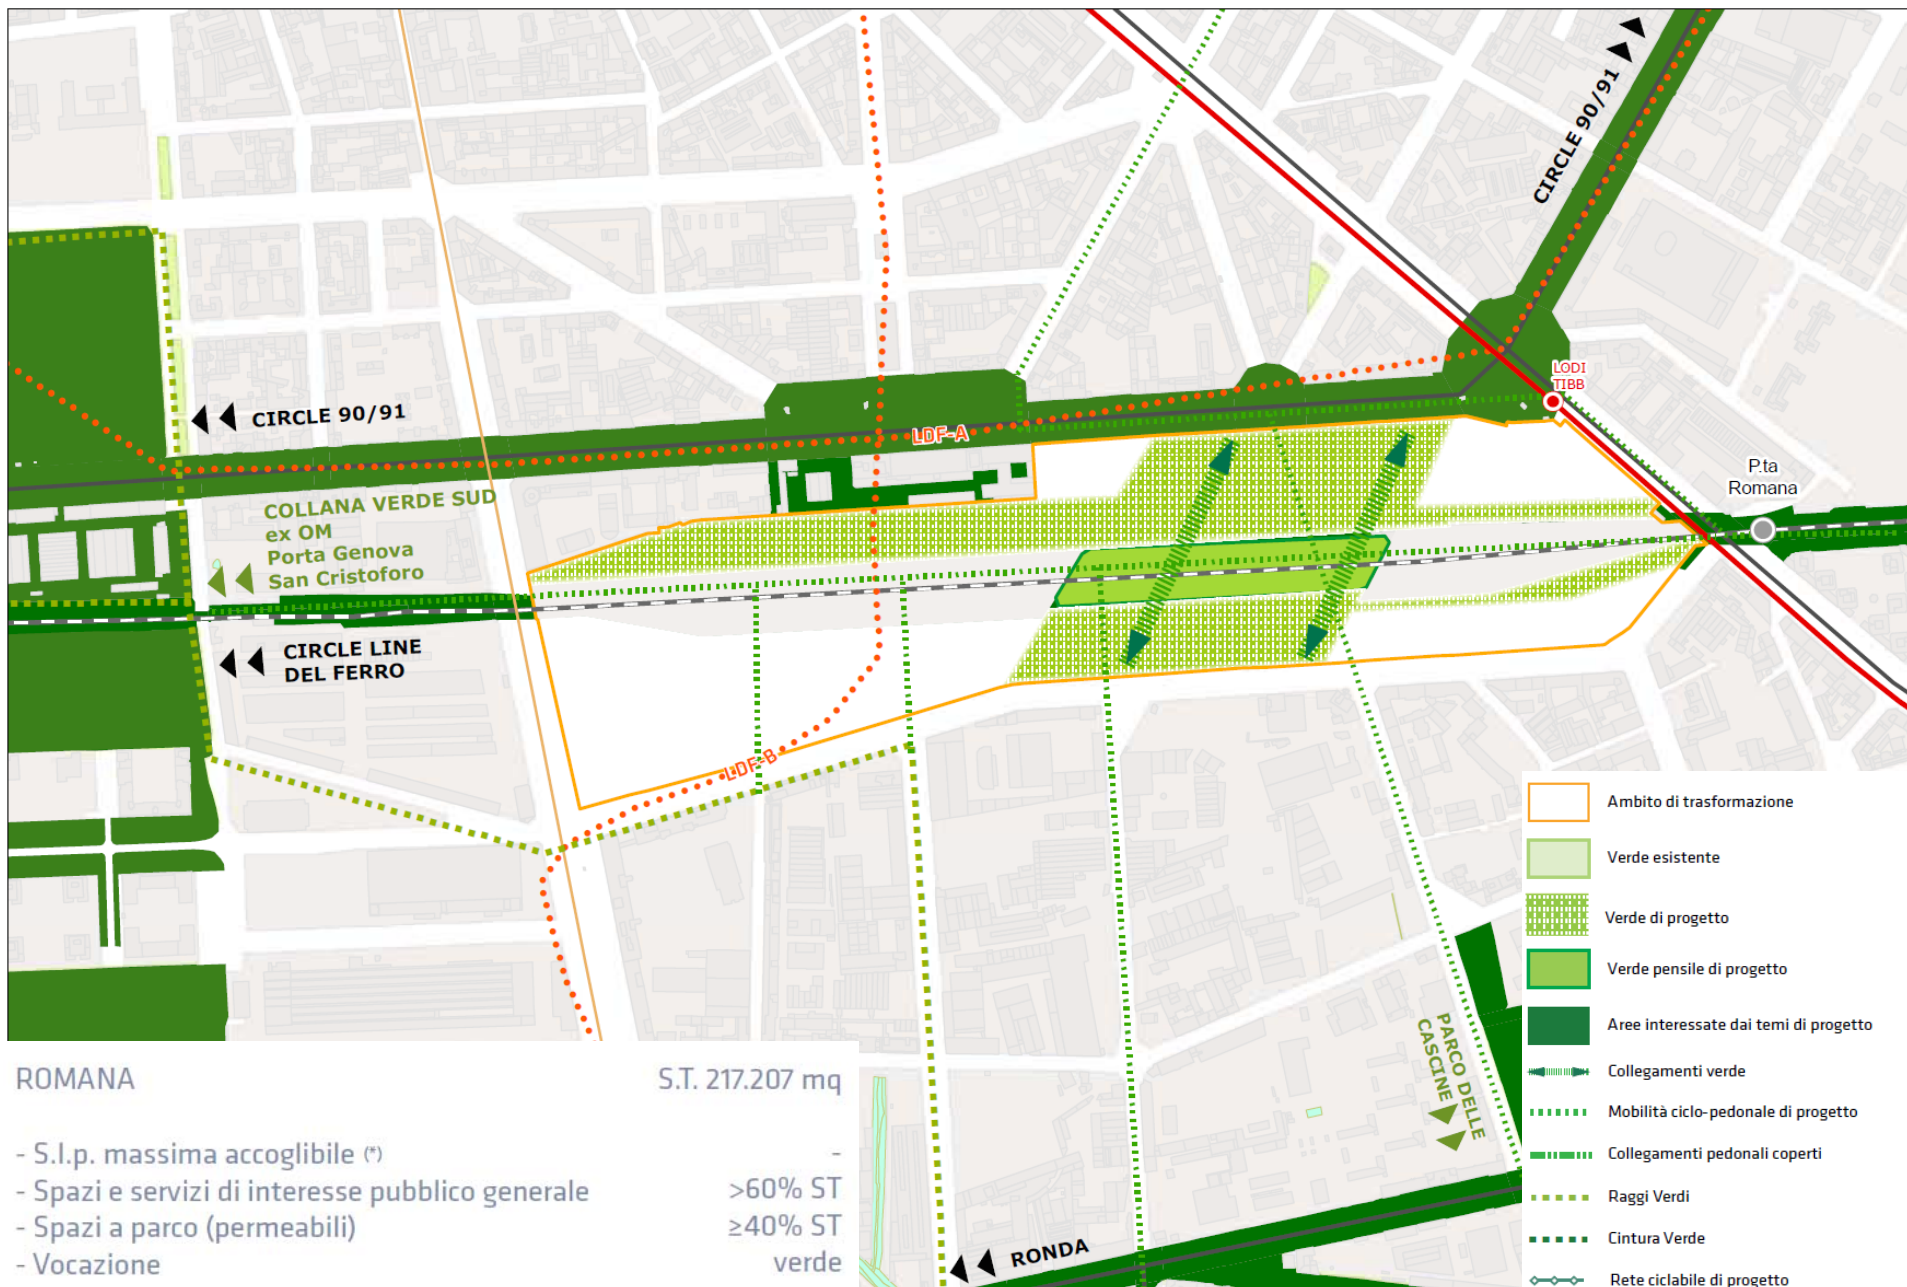 CIRCLE 90/91
LODI
TIBB
CIRCLE 90/91
LDF-A
P.ta
Romana
COLLANA VERDE SUD
ex OM
Porta Genova
San Cristoforo
CIRCLE LINE
DEL FERRO
LDF-B
PARCO DELLE
CASCINE
RONDA
Ambito di trasformazione
Verde esistente
Verde di progetto
Verde pensile di progetto
Aree interessate dai temi di progetto
Collegamenti verde
Mobilità ciclo-pedonale di progetto
Collegamenti pedonali coperti
Raggi Verdi
Cintura Verde
Rete ciclabile di progetto
ROMANA S.T. 217.207 mq
- S.l.p. massima accoglibile (*) -
- Spazi e servizi di interesse pubblico generale >60% ST
- Spazi a parco (permeabili) ≥40% ST
- Vocazione verde